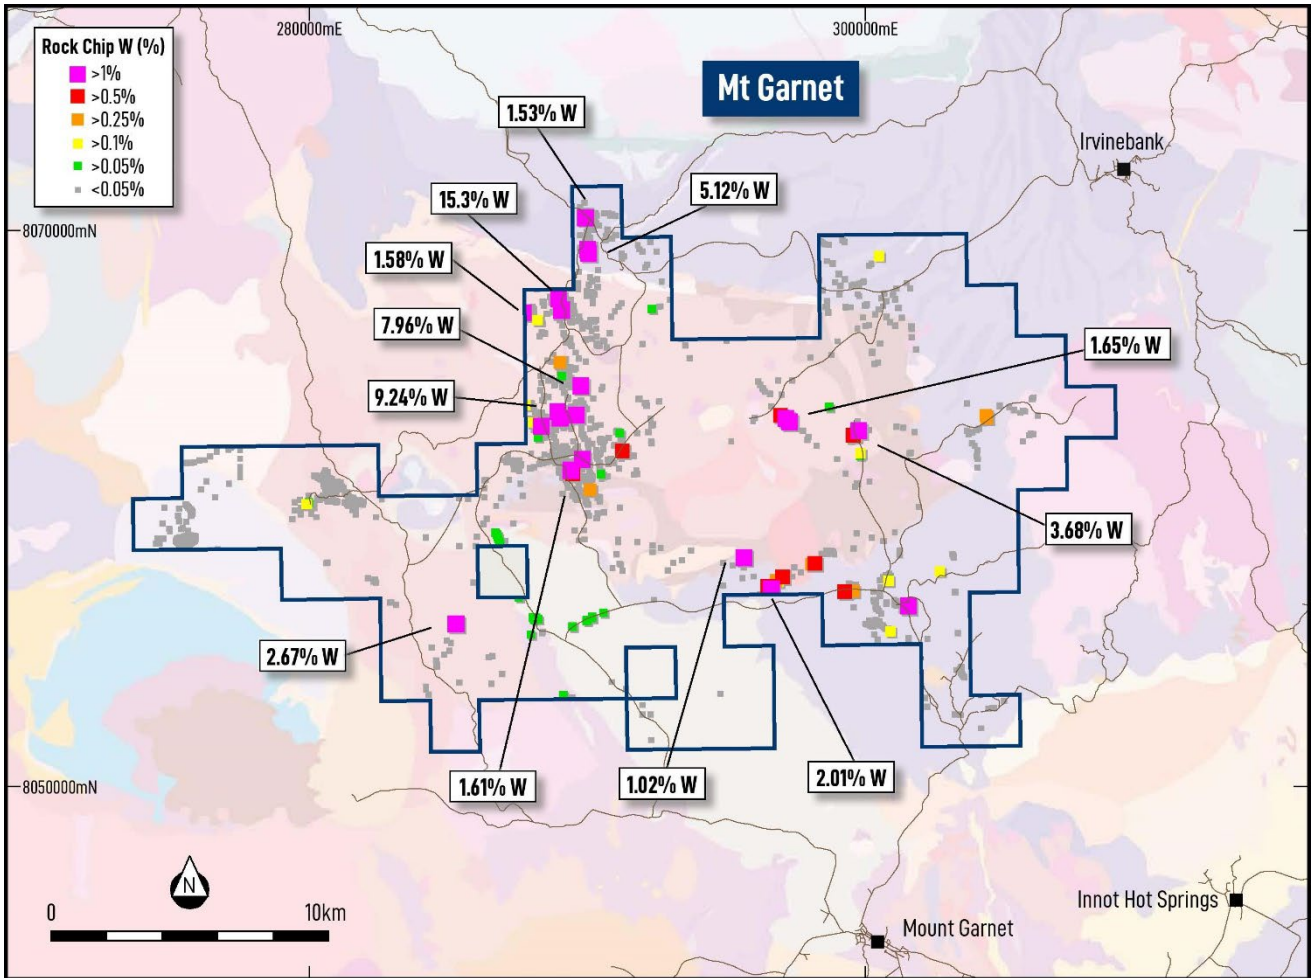 280000mE
300000mE
Rock Chip W (%)
>1%
>0.5%
>0.25%
>0.1%
>0.05%
<0.05%
Mt Garnet
1.53% W
Irvinebank
15.3% W
5.12% W
8070000mN
1.58% W
7.96% W
1.65% W
9.24% W
3.68% W
2.67% W
1.61% W
1.02% W
2.01% W
8050000mN
N
0
10km
Innot Hot Springs
Mount Garnet